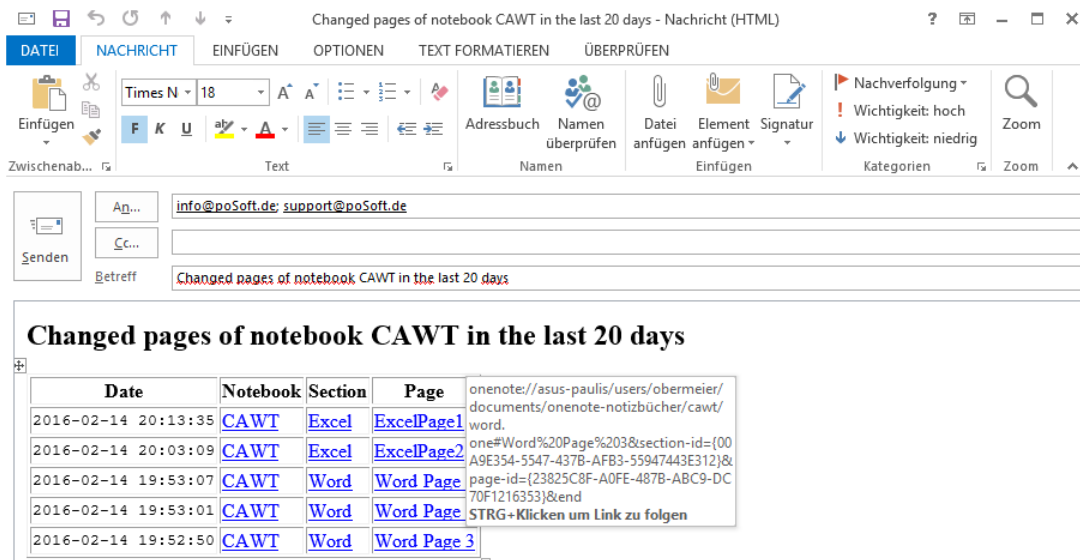 Changed pages of notebook CAWT in the last 20 days - Nachricht (HTML)
DATEI NACHRICHT EINFÜGEN OPTIONEN TEXT FORMATIEREN ÜBERPRÜFEN
Einfügen
Zwischenab...
Times N 18
F K U
Text
Adressbuch
Namen überprüfen
Namen
Datei anfügen
Element anfügen
Signatur
Einfügen
Nachverfolgung
Wichtigkeit: hoch
Wichtigkeit: niedrig
Kategorien
Zoom
Zoom
Senden
An... info@poSoft.de; support@poSoft.de
Cc...
Betreff Changed pages of notebook CAWT in the last 20 days
Changed pages of notebook CAWT in the last 20 days
Date Notebook Section Page
2016-02-14 20:13:35 CAWT Excel ExcelPage1
2016-02-14 20:03:09 CAWT Excel ExcelPage2
2016-02-14 19:53:07 CAWT Word Word Page
2016-02-14 19:53:01 CAWT Word Word Page
2016-02-14 19:52:50 CAWT Word Word Page 3
onenote://asus-paulis/users/obermeier/
documents/onenote-notizbücher/cawt/
word.
one#Word%20Page%203&section-id={00
A9E354-5547-437B-AFB3-55947443E312}&
page-id={23825C8F-A0FE-487B-ABC9-DC
70F1216353}&end
STRG+Klicken um Link zu folgen